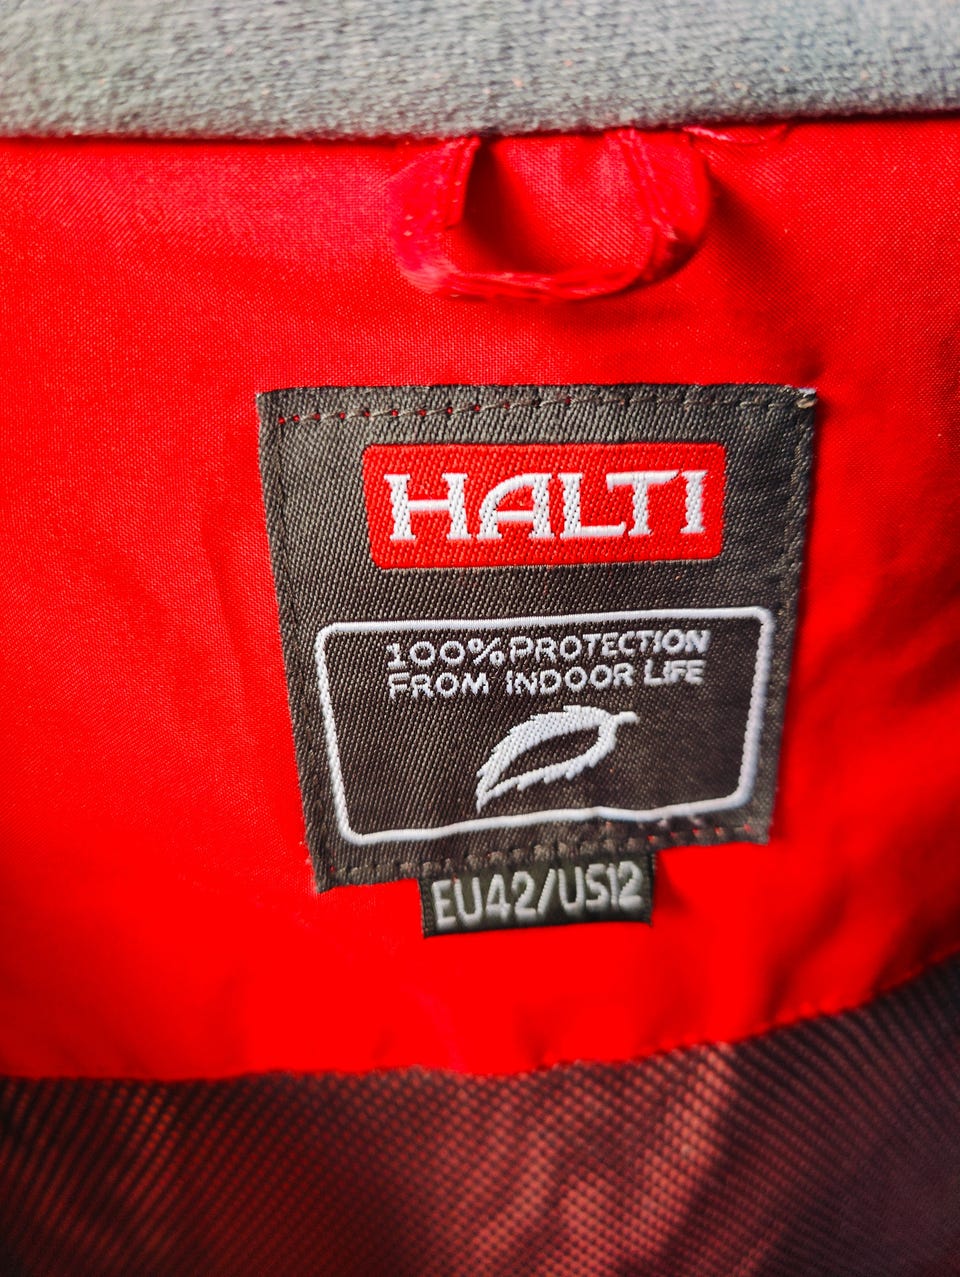 HALTI
100% PROTECTION
FROM INDOOR LIFE
EU42/US12